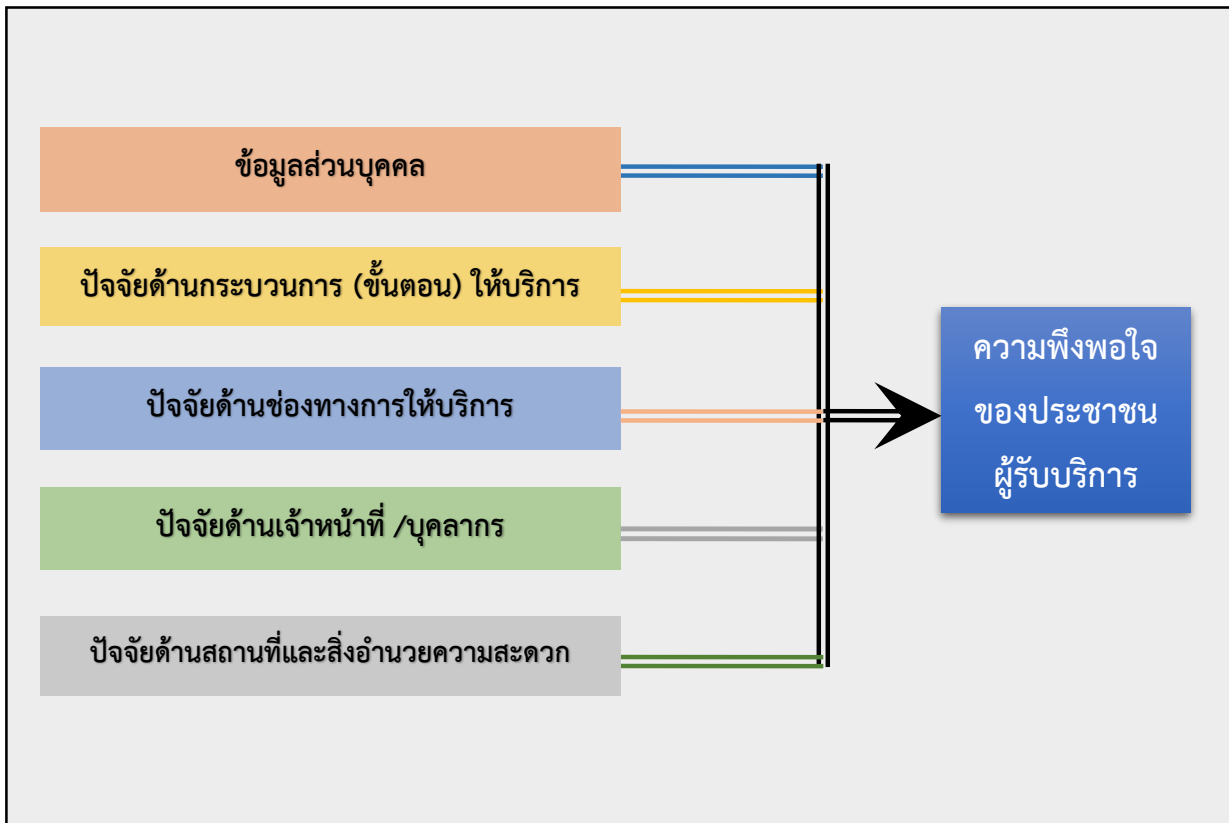 ข้อมูลส่วนบุคคล
ปัจจัยด้านกระบวนการ (ขั้นตอน) ให้บริการ
ปัจจัยด้านช่องทางการให้บริการ
ปัจจัยด้านเจ้าหน้าที่ /บุคลากร
ปัจจัยด้านสถานที่และสิ่งอำนวยความสะดวก
ความพึงพอใจ
ของประชาชน
ผู้รับบริการ